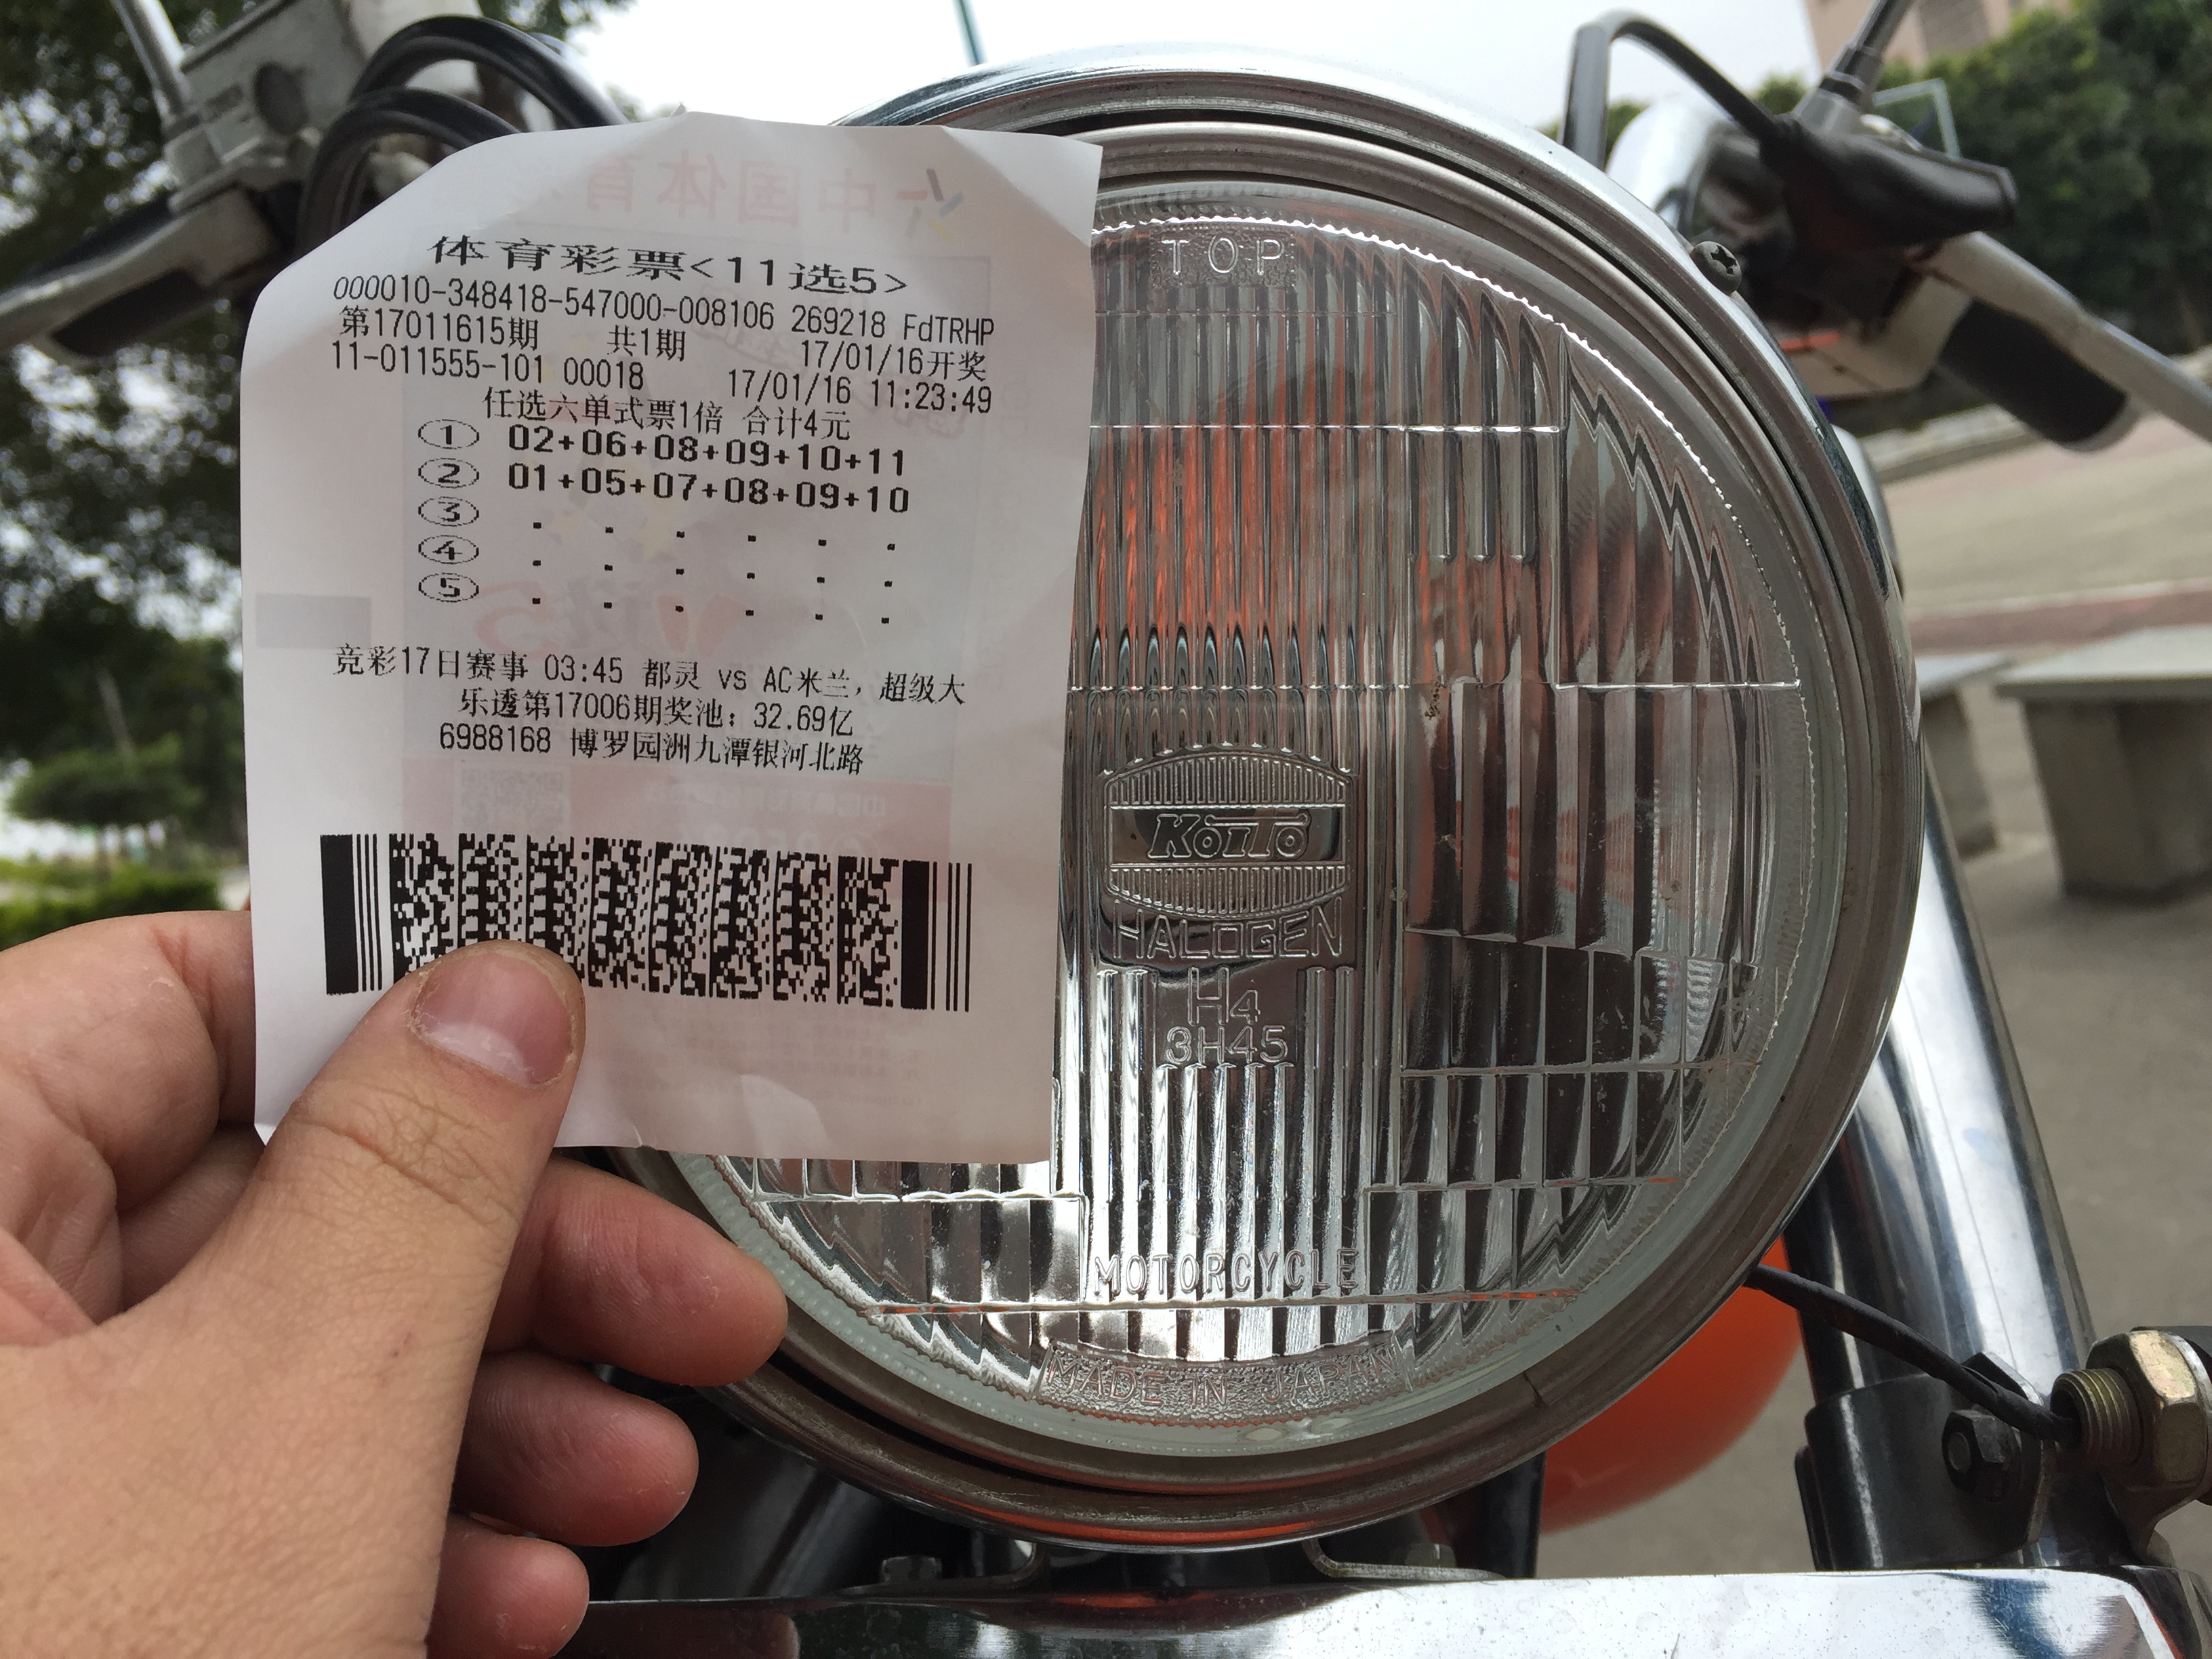 中国体育
体育彩票<11选5>
000010-348418-547000-008106 269218 FdTRHP
第17011615期 共1期 17/01/16开奖
11-011555-101 00018 17/01/16 11:23:49
任选六单式票1倍 合计4元
① 02+06+08+09+10+11
② 01+05+07+08+09+10
③ . . . . . .
④ . . . . . .
⑤ . . . . . .
竞彩17日赛事 03:45 都灵 vs AC米兰，超级大
乐透第17006期奖池：32.69亿
6988168 博罗园洲九潭银河北路
TOP
KOITO
HALOGEN
H4
3H45
MOTORCYCLE
MADE IN JAPAN